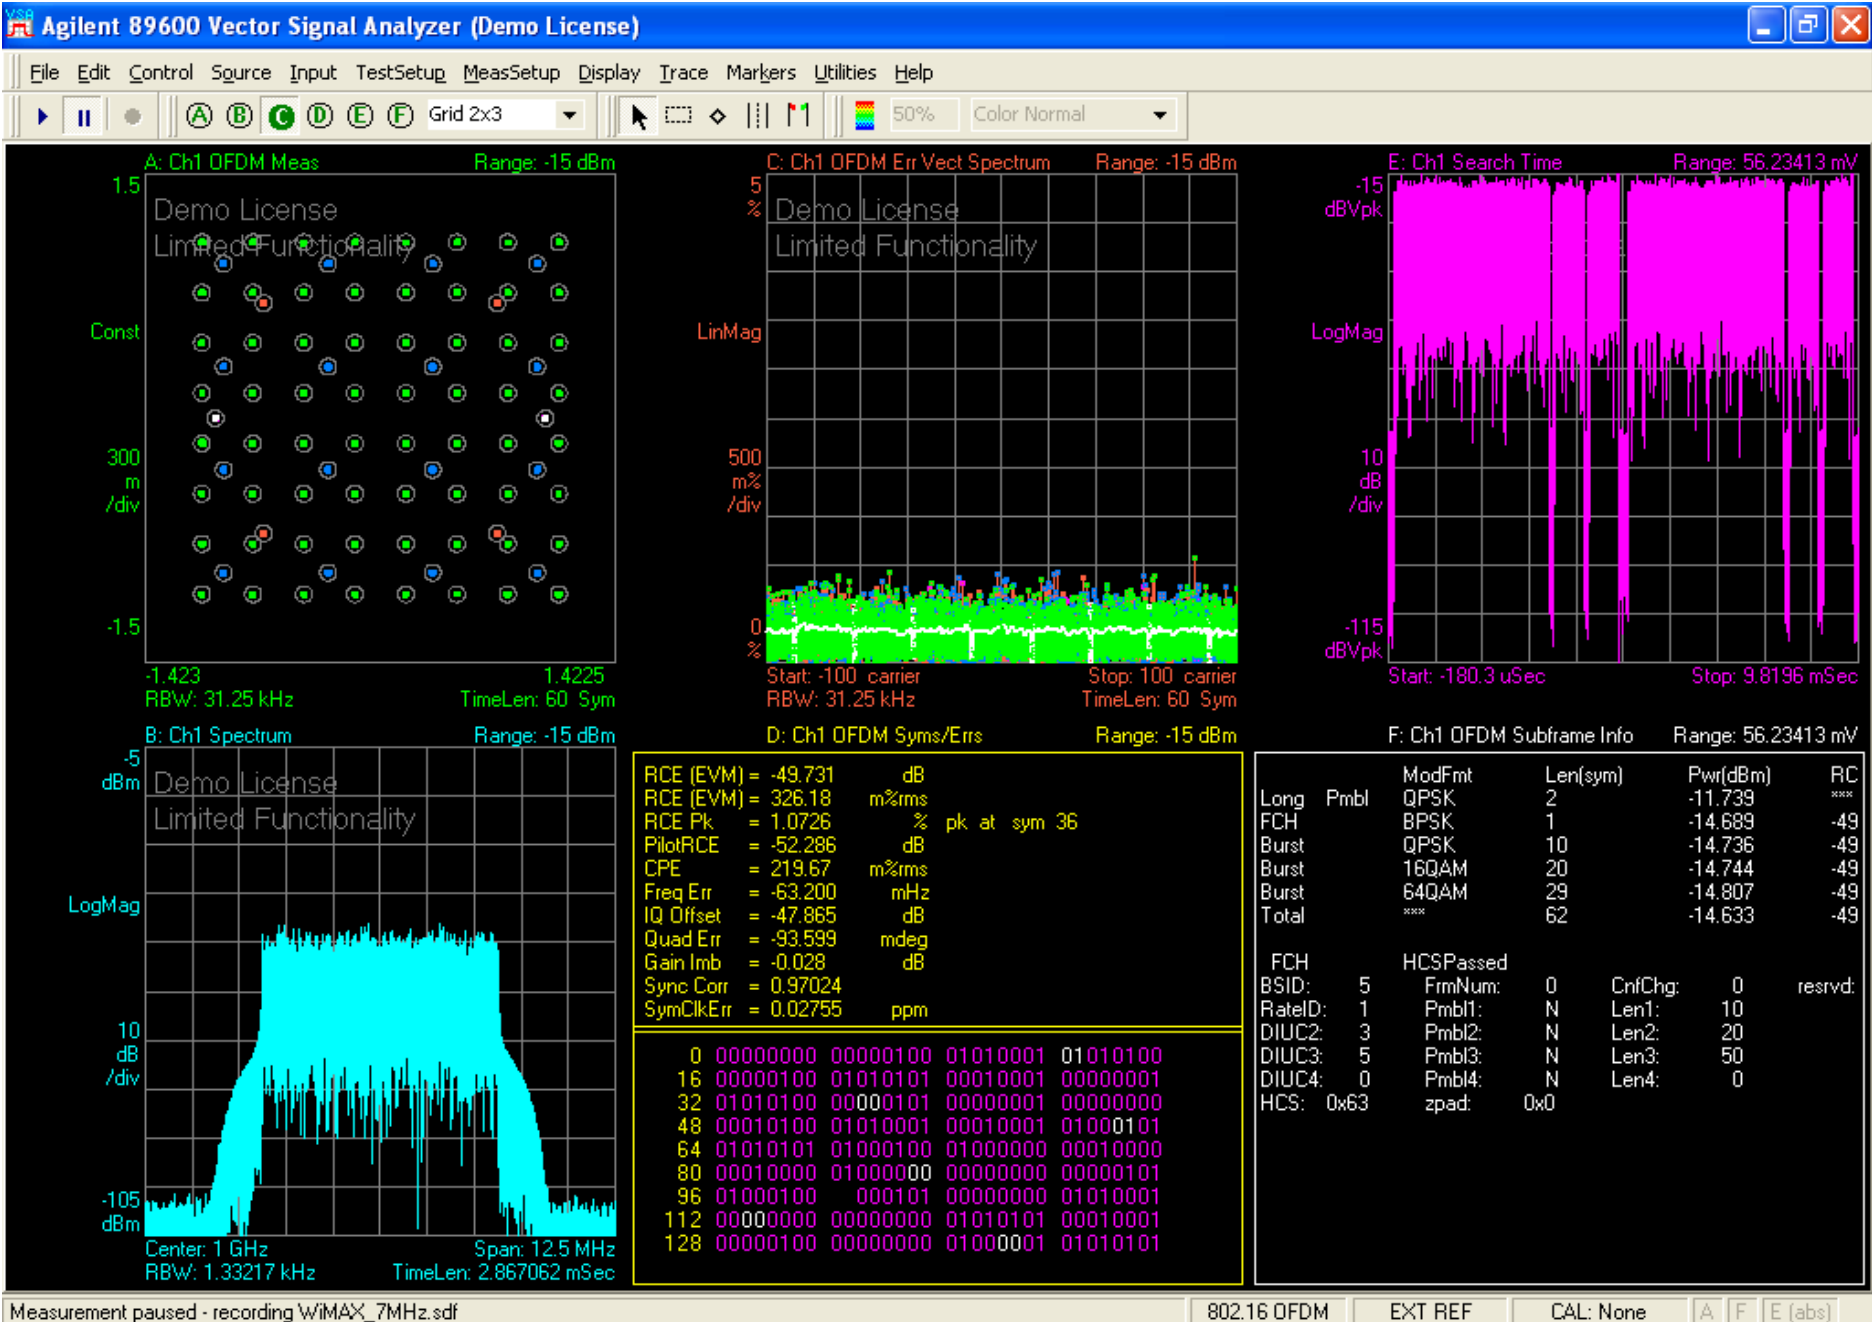 VSA
Agilent 89600 Vector Signal Analyzer (Demo License)
File Edit Control Source Input TestSetup MeasSetup Display Trace Markers Utilities Help
A B C D E F Grid 2x3 50% Color Normal
A: Ch1 OFDM Meas Range: -15 dBm
1.5
Demo License
Limited Functionality
Const
300
m
/div
-1.5
-1.423 1.4225
RBW: 31.25 kHz TimeLen: 60 Sym
C: Ch1 OFDM Err Vect Spectrum Range: -15 dBm
5
%
Demo License
Limited Functionality
LinMag
500
m%
/div
0
%
Start: -100 carrier Stop: 100 carrier
RBW: 31.25 kHz TimeLen: 60 Sym
E: Ch1 Search Time Range: 56.23413 mV
-15
dBVpk
LogMag
10
dB
/div
-115
dBVpk
Start: -180.3 uSec Stop: 9.8196 mSec
B: Ch1 Spectrum Range: -15 dBm
-5
dBm
Demo License
Limited Functionality
LogMag
10
dB
/div
-105
dBm
Center: 1 GHz Span: 12.5 MHz
RBW: 1.33217 kHz TimeLen: 2.867062 mSec
D: Ch1 OFDM Syms/Errs Range: -15 dBm
RCE (EVM) = -49.731 dB
RCE (EVM) = 326.18 m%rms
RCE Pk = 1.0726 % pk at sym 36
PilotRCE = -52.286 dB
CPE = 219.67 m%rms
Freq Err = -63.200 mHz
IQ Offset = -47.865 dB
Quad Err = -93.599 mdeg
Gain Imb = -0.028 dB
Sync Corr = 0.97024
SymClkErr = 0.02755 ppm
0 00000000 00000100 01010001 01010100
16 00000100 01010101 00010001 00000001
32 01010100 00000101 00000001 00000000
48 00010100 01010001 00010001 01000101
64 01010101 01000100 01000000 00010000
80 00010000 01000000 00000000 00000101
96 01000100 000101 00000000 01010001
112 00000000 00000000 01010101 00010001
128 00000100 00000000 01000001 01010101
F: Ch1 OFDM Subframe Info Range: 56.23413 mV
ModFmt Len(sym) Pwr(dBm) RC
Long Pmbl QPSK 2 -11.739 ***
FCH BPSK 1 -14.689 -49
Burst QPSK 10 -14.736 -49
Burst 16QAM 20 -14.744 -49
Burst 64QAM 29 -14.807 -49
Total *** 62 -14.633 -49
FCH HCSPassed
BSID: 5 FrmNum: 0 CnfChg: 0 resrvd:
RateID: 1 Pmbl1: N Len1: 10
DIUC2: 3 Pmbl2: N Len2: 20
DIUC3: 5 Pmbl3: N Len3: 50
DIUC4: 0 Pmbl4: N Len4: 0
HCS: 0x63 zpad: 0x0
Measurement paused - recording WiMAX_7MHz.sdf 802.16 OFDM EXT REF CAL: None A F E (abs)